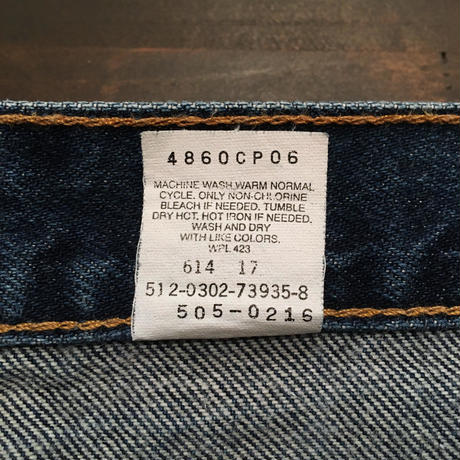 4860CP06
MACHINE WASH WARM NORMAL
CYCLE. ONLY NON-CHLORINE
BLEACH IF NEEDED. TUMBLE
DRY HOT. HOT IRON IF NEEDED.
WASH AND DRY
WITH LIKE COLORS.
WPL 423
614 17
512-0302-73935-8
505-0216